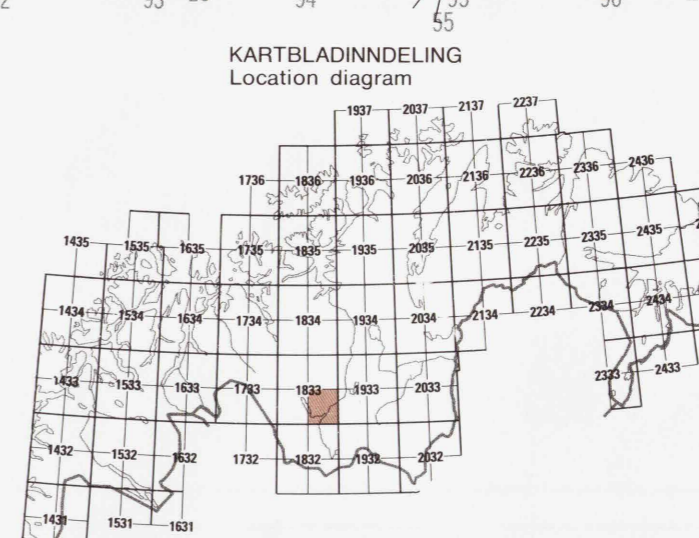 55
KARTBLADINNDELING
Location diagram
1937 2037 2137 2237
1736 1836 1936 2036 2136 2236 2336 2436
1435 1535 1635 1735 1835 1935 2035 2135 2235 2335 2435
1434 1534 1634 1734 1834 1934 2034 2134 2234 2334 2434
1433 1533 1633 1733 1833 1933 2033 2333 2433
1432 1532 1632 1732 1832 1932 2032
1431 1531 1631